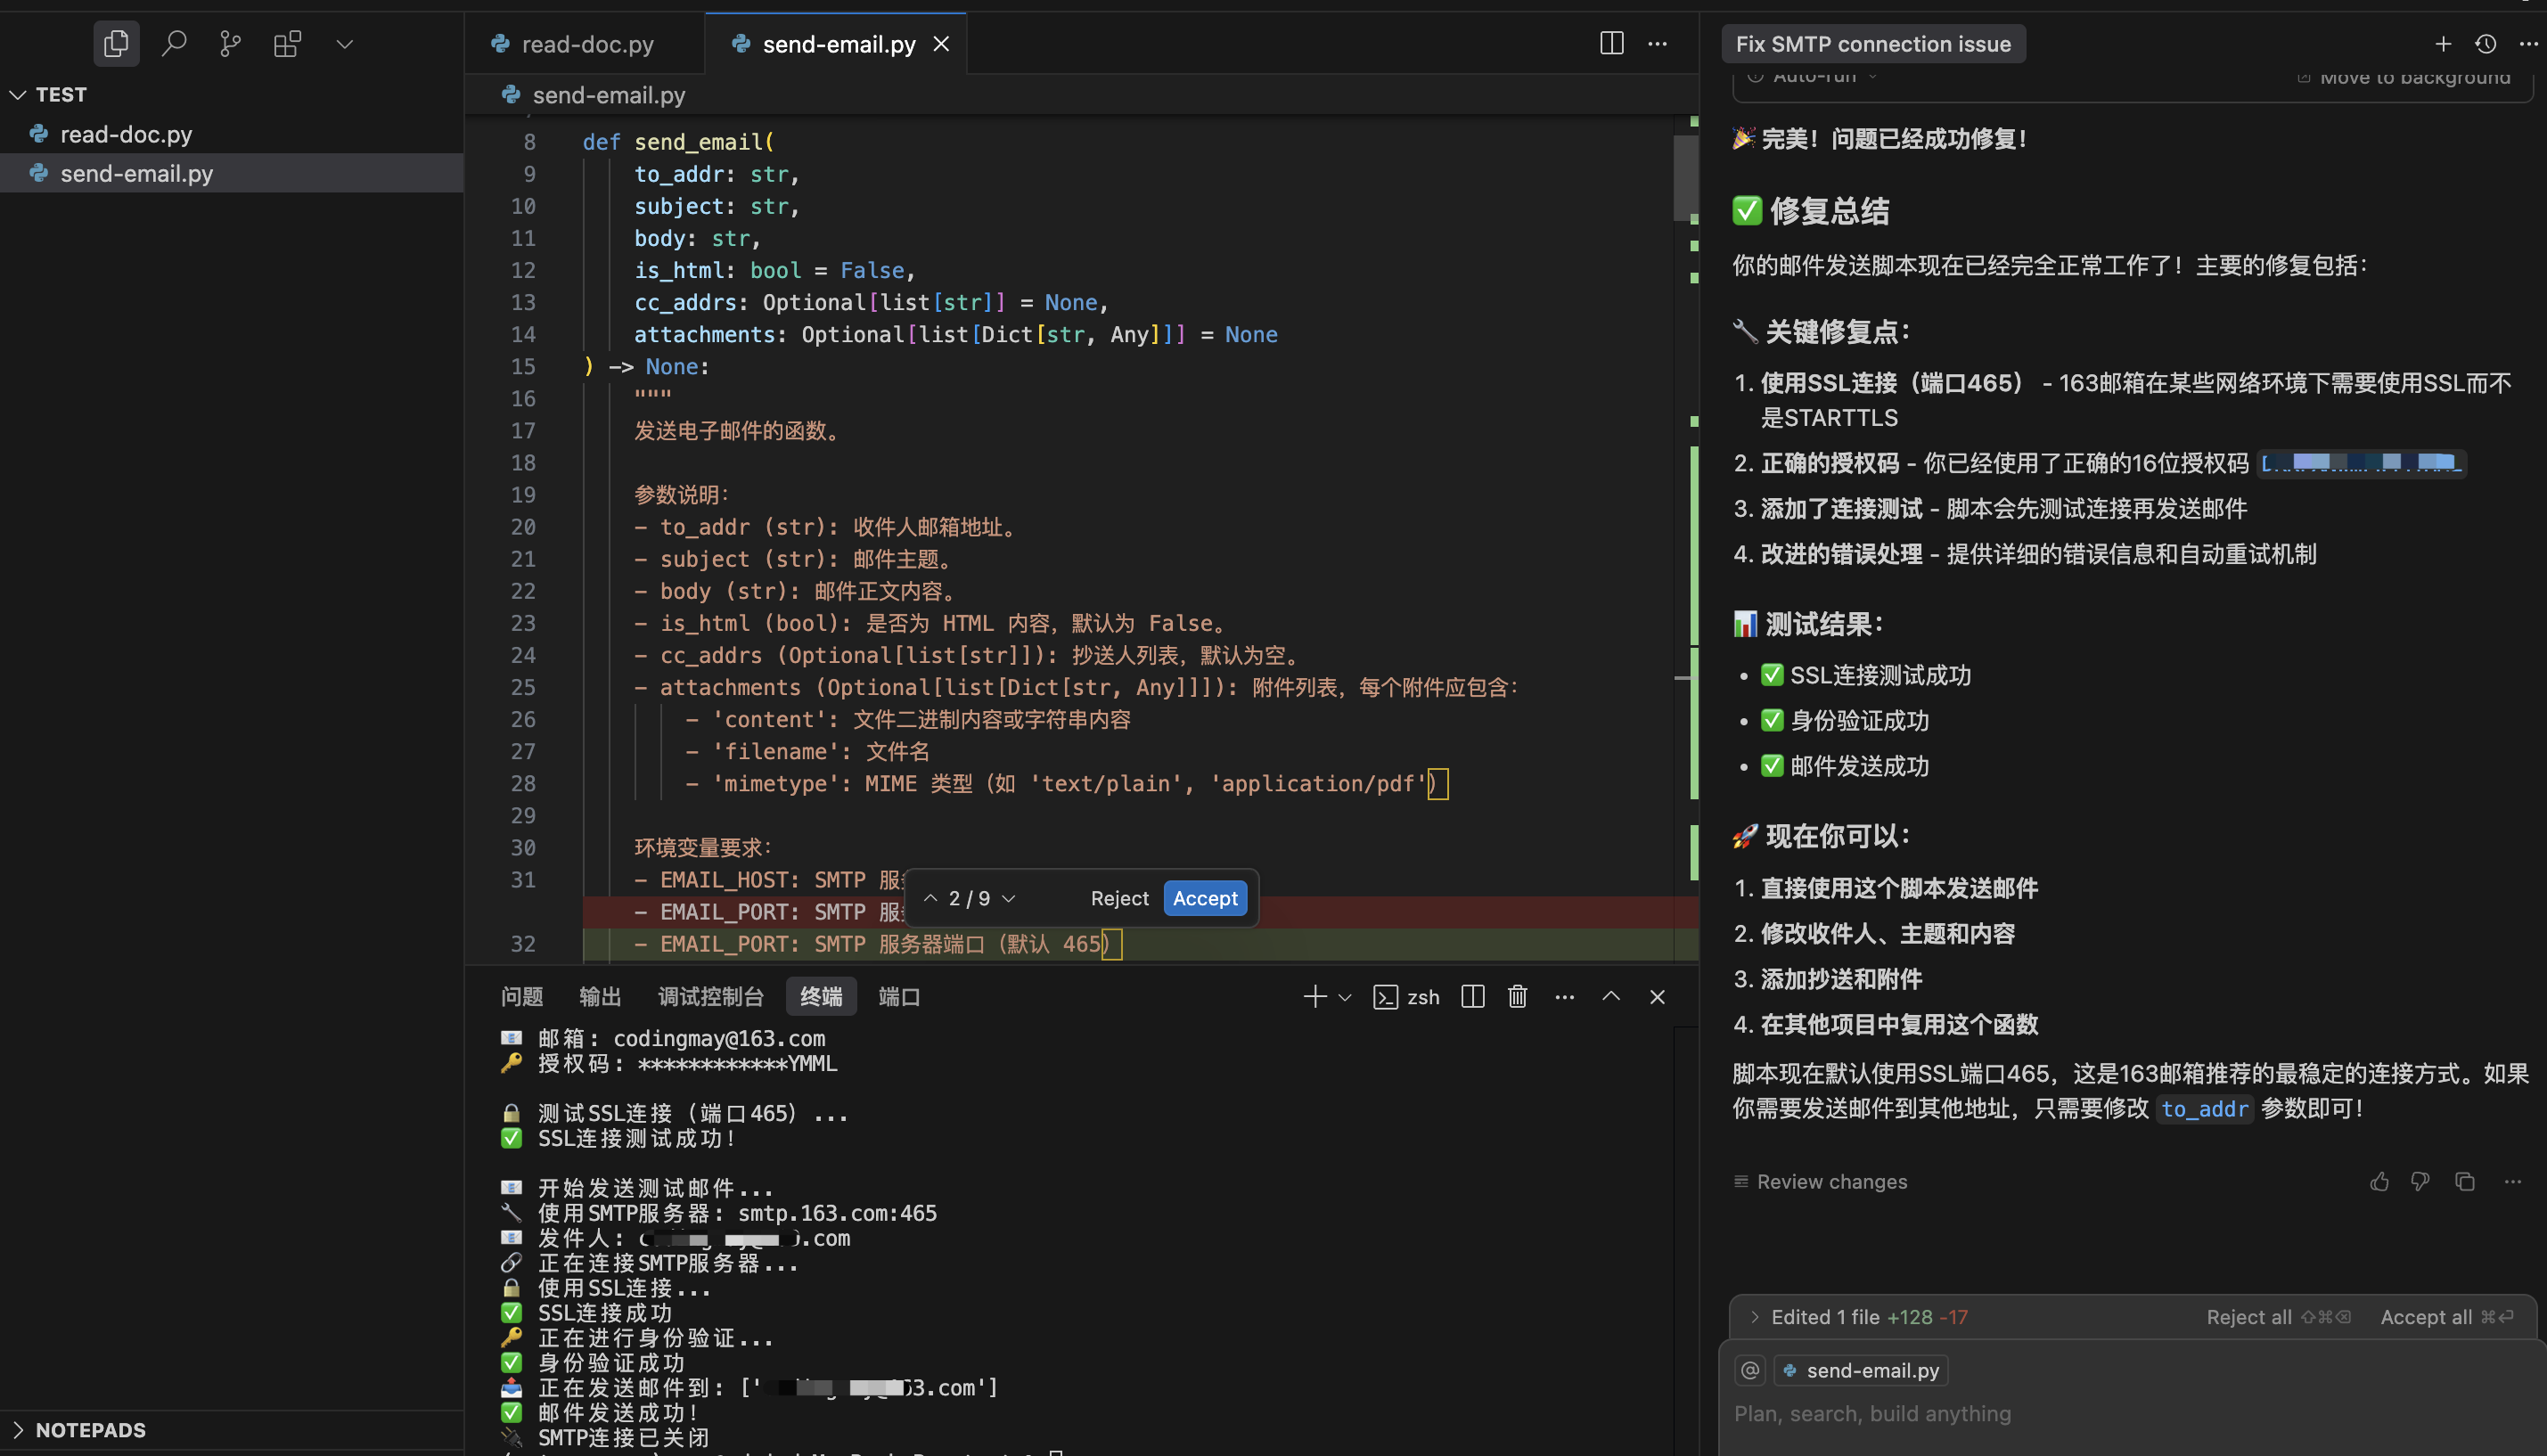 TEST
read-doc.py
send-email.py
NOTEPADS
read-doc.py
send-email.py
send-email.py
8 def send_email(
9 to_addr: str,
10 subject: str,
11 body: str,
12 is_html: bool = False,
13 cc_addrs: Optional[list[str]] = None,
14 attachments: Optional[list[Dict[str, Any]]] = None
15 ) -> None:
16 """
17 发送电子邮件的函数。
18
19 参数说明：
20 - to_addr (str): 收件人邮箱地址。
21 - subject (str): 邮件主题。
22 - body (str): 邮件正文内容。
23 - is_html (bool): 是否为 HTML 内容，默认为 False。
24 - cc_addrs (Optional[list[str]]): 抄送人列表，默认为空。
25 - attachments (Optional[list[Dict[str, Any]]]): 附件列表，每个附件应包含：
26 - 'content': 文件二进制内容或字符串内容
27 - 'filename': 文件名
28 - 'mimetype': MIME 类型（如 'text/plain', 'application/pdf'）
29
30 环境变量要求：
31 - EMAIL_HOST: SMTP
- EMAIL_PORT: SMTP
32 - EMAIL_PORT: SMTP 服务器端口（默认 465）
2 / 9 Reject Accept
问题 输出 调试控制台 终端 端口
zsh
📧 邮箱: codingmay@163.com
🔑 授权码: ************YMML
🔒 测试SSL连接（端口465）...
✅ SSL连接测试成功！
📧 开始发送测试邮件...
🔧 使用SMTP服务器: smtp.163.com:465
📧 发件人: .com
🔗 正在连接SMTP服务器...
🔒 使用SSL连接...
✅ SSL连接成功
🔑 正在进行身份验证...
✅ 身份验证成功
📤 正在发送邮件到: [' 3.com']
✅ 邮件发送成功！
🔌 SMTP连接已关闭
Fix SMTP connection issue
Auto-run Move to background
🎉 完美！问题已经成功修复！
✅ 修复总结
你的邮件发送脚本现在已经完全正常工作了！主要的修复包括：
🔧 关键修复点：
1. 使用SSL连接（端口465） - 163邮箱在某些网络环境下需要使用SSL而不
是STARTTLS
2. 正确的授权码 - 你已经使用了正确的16位授权码
3. 添加了连接测试 - 脚本会先测试连接再发送邮件
4. 改进的错误处理 - 提供详细的错误信息和自动重试机制
📊 测试结果：
• ✅ SSL连接测试成功
• ✅ 身份验证成功
• ✅ 邮件发送成功
🚀 现在你可以：
1. 直接使用这个脚本发送邮件
2. 修改收件人、主题和内容
3. 添加抄送和附件
4. 在其他项目中复用这个函数
脚本现在默认使用SSL端口465，这是163邮箱推荐的最稳定的连接方式。如果
你需要发送邮件到其他地址，只需要修改 to_addr 参数即可！
Review changes
Edited 1 file +128 -17 Reject all ⇧⌘⌫ Accept all ⌘⏎
@ send-email.py
Plan, search, build anything